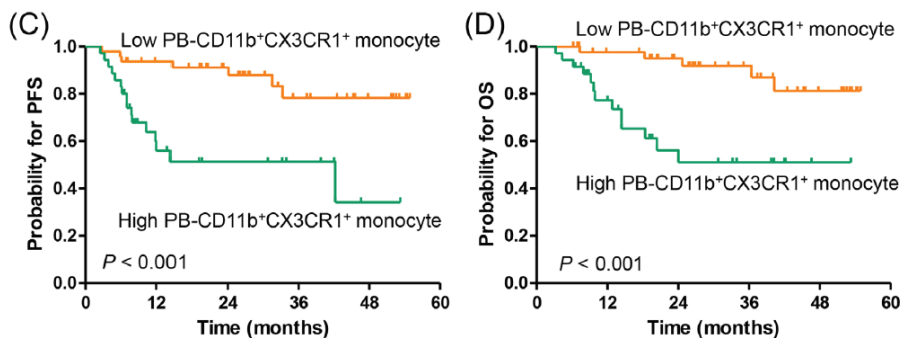 (C)
Low PB-CD11b⁺CX3CR1⁺ monocyte
Probability for PFS
1.0
0.8
0.6
0.4
0.2
0.0
High PB-CD11b⁺CX3CR1⁺ monocyte
P < 0.001
0 12 24 36 48 60
Time (months)
(D)
Low PB-CD11b⁺CX3CR1⁺ monocyte
Probability for OS
1.0
0.8
0.6
0.4
0.2
0.0
High PB-CD11b⁺CX3CR1⁺ monocyte
P < 0.001
0 12 24 36 48 60
Time (months)